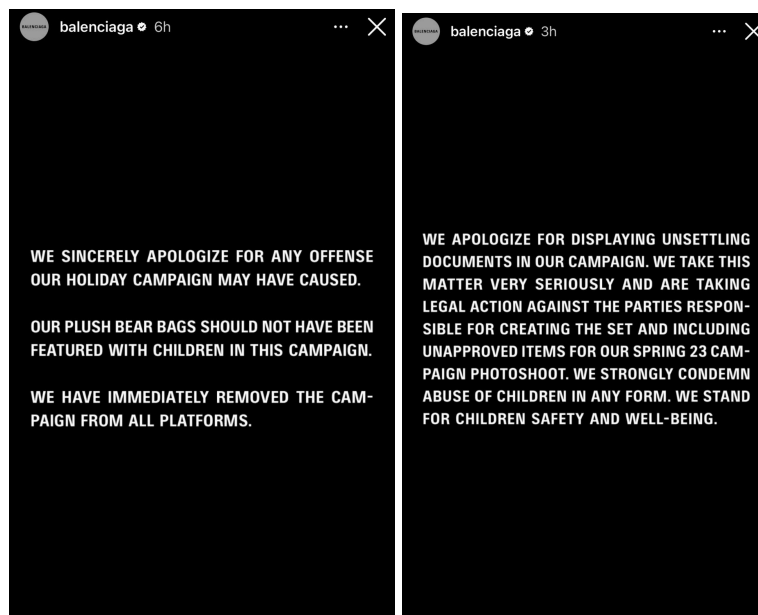 balenciaga 6h
WE SINCERELY APOLOGIZE FOR ANY OFFENSE
OUR HOLIDAY CAMPAIGN MAY HAVE CAUSED.
OUR PLUSH BEAR BAGS SHOULD NOT HAVE BEEN
FEATURED WITH CHILDREN IN THIS CAMPAIGN.
WE HAVE IMMEDIATELY REMOVED THE CAM-
PAIGN FROM ALL PLATFORMS.
balenciaga 3h
WE APOLOGIZE FOR DISPLAYING UNSETTLING
DOCUMENTS IN OUR CAMPAIGN. WE TAKE THIS
MATTER VERY SERIOUSLY AND ARE TAKING
LEGAL ACTION AGAINST THE PARTIES RESPON-
SIBLE FOR CREATING THE SET AND INCLUDING
UNAPPROVED ITEMS FOR OUR SPRING 23 CAM-
PAIGN PHOTOSHOOT. WE STRONGLY CONDEMN
ABUSE OF CHILDREN IN ANY FORM. WE STAND
FOR CHILDREN SAFETY AND WELL-BEING.